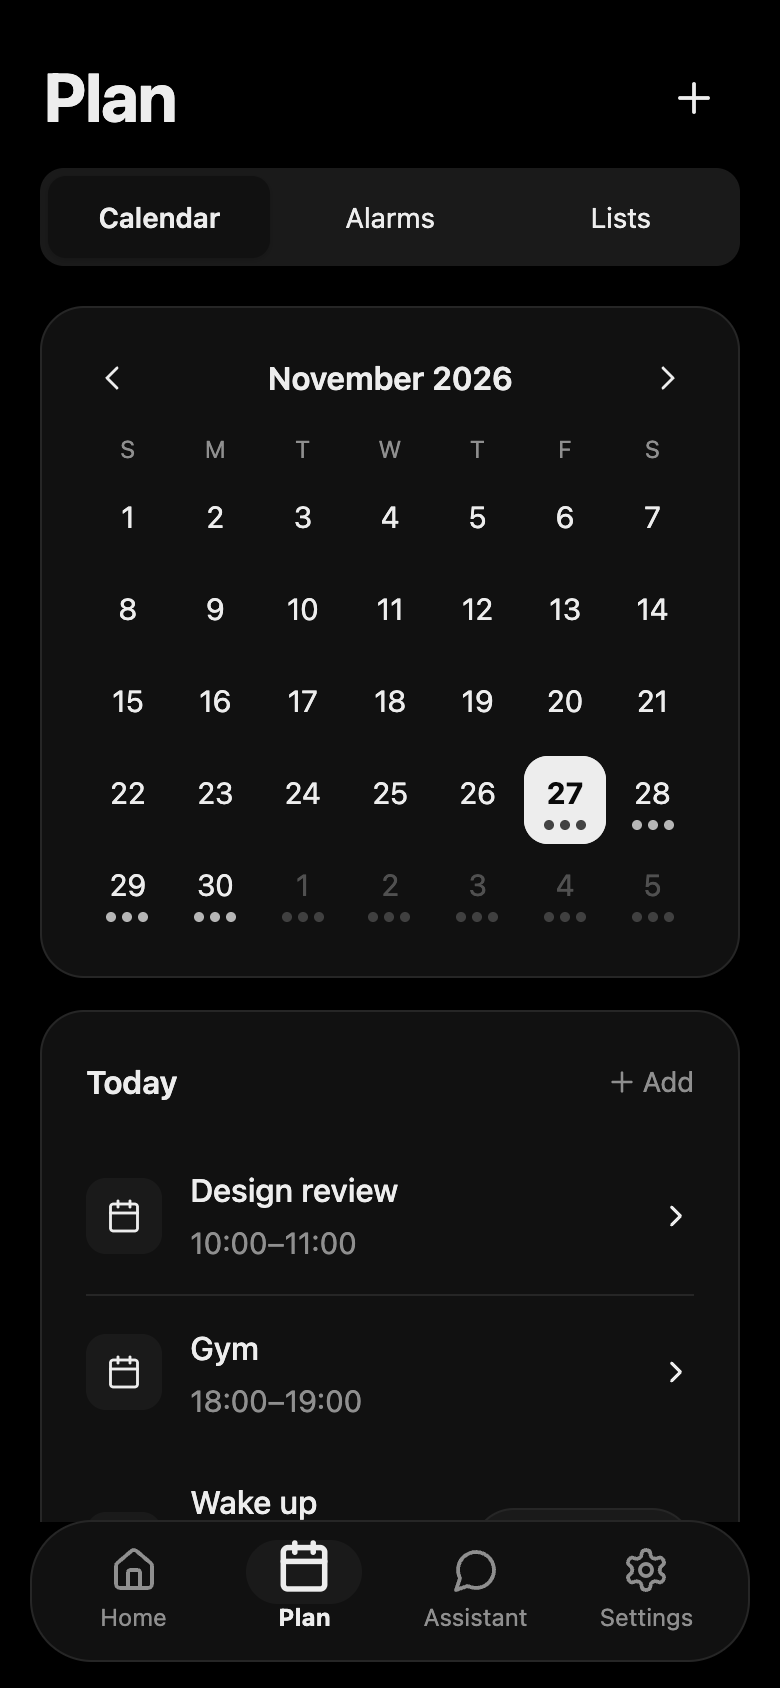 Plan
Calendar Alarms Lists
November 2026
S M T W T F S
1 2 3 4 5 6 7
8 9 10 11 12 13 14
15 16 17 18 19 20 21
22 23 24 25 26 27 28
29 30 1 2 3 4 5
Today + Add
Design review
10:00–11:00
Gym
18:00–19:00
Wake up
Home Plan Assistant Settings